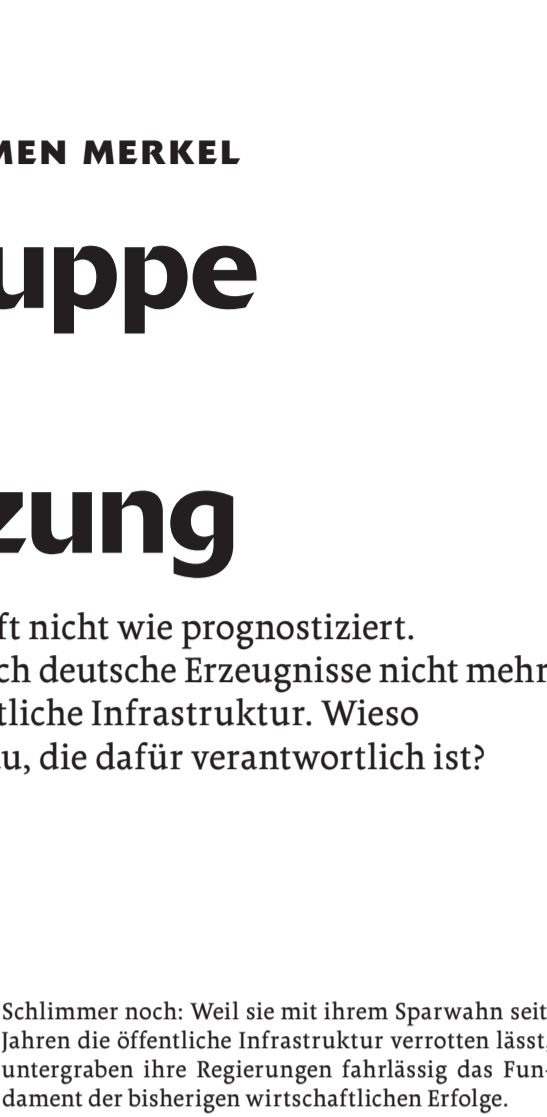 MEN MERKEL
uppe
zung
ft nicht wie prognostiziert.
ch deutsche Erzeugnisse nicht mehr
tliche Infrastruktur. Wieso
u, die dafür verantwortlich ist?
Schlimmer noch: Weil sie mit ihrem Sparwahn seit
Jahren die öffentliche Infrastruktur verrotten lässt,
untergraben ihre Regierungen fahrlässig das Fun-
dament der bisherigen wirtschaftlichen Erfolge.